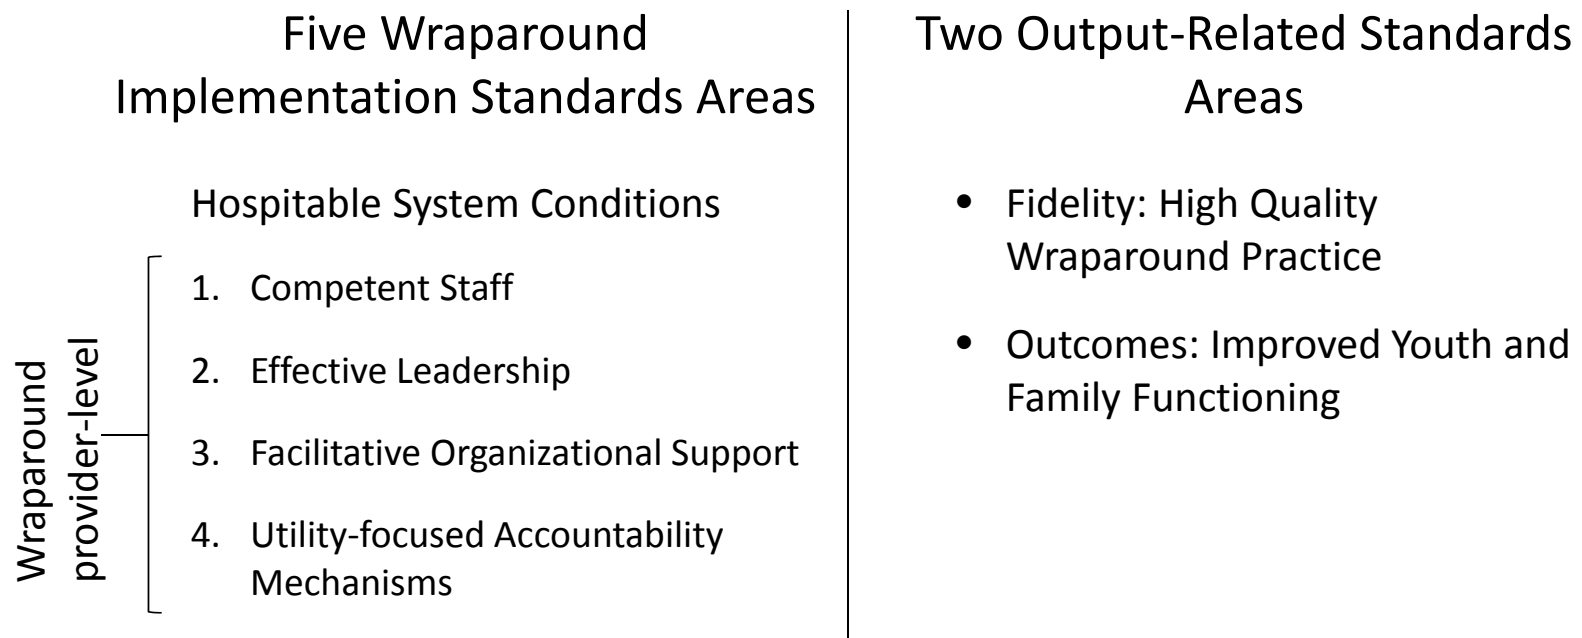 Five Wraparound
Implementation Standards Areas
Hospitable System Conditions
Wraparound
provider-level
1. Competent Staff
2. Effective Leadership
3. Facilitative Organizational Support
4. Utility-focused Accountability
Mechanisms
Two Output-Related Standards
Areas
• Fidelity: High Quality
Wraparound Practice
• Outcomes: Improved Youth and
Family Functioning